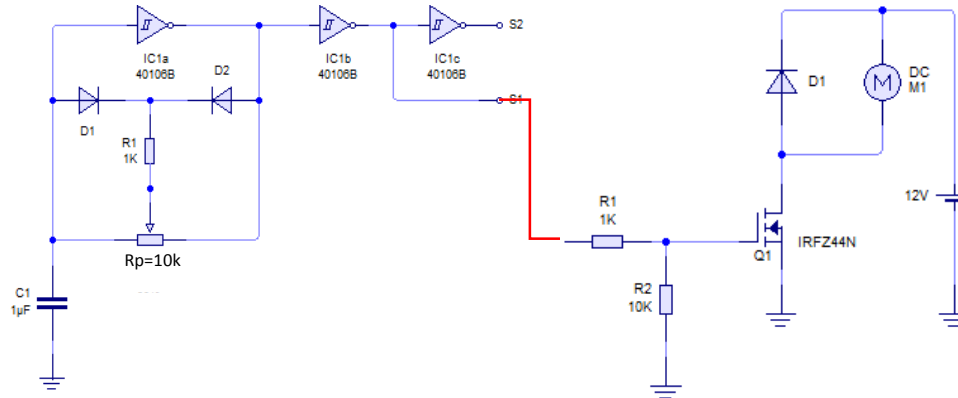 S2
IC1a
40106B
IC1b
40106B
IC1c
40106B
D1
DC
M1
D2
S1
D1
R1
1K
12V
R1
1K
IRFZ44N
Q1
Rp=10k
C1
1µF
R2
10K
M